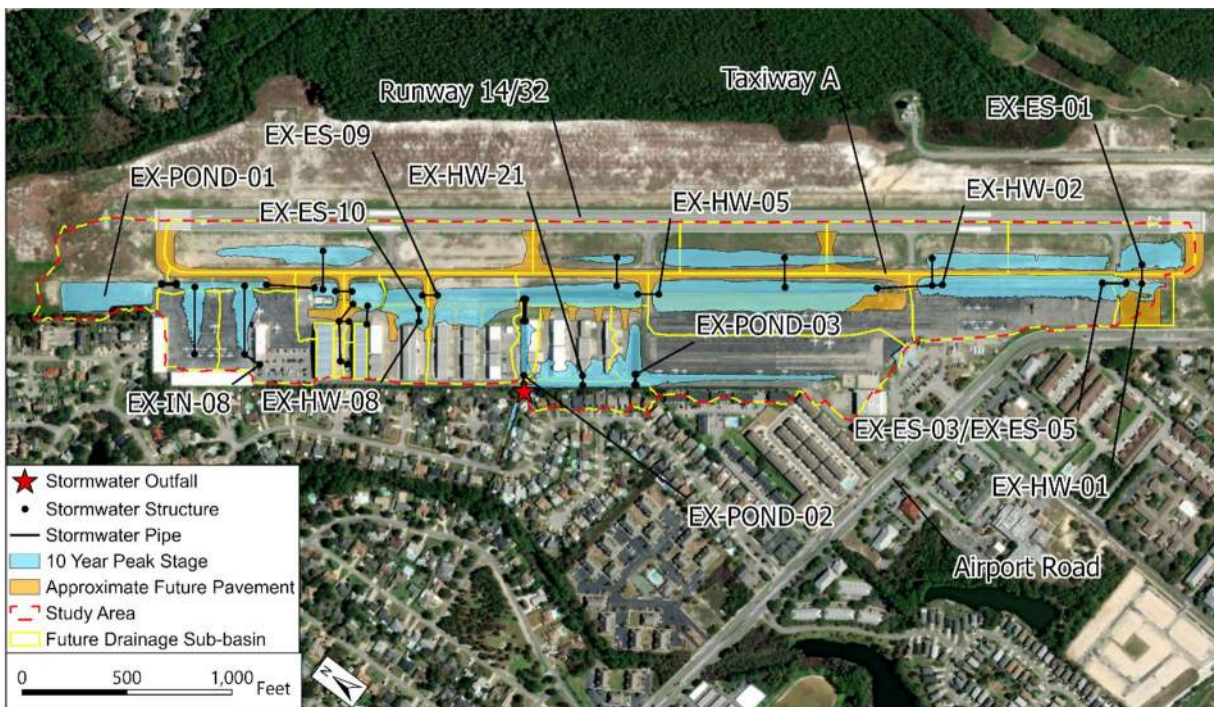 Runway 14/32
Taxiway A
EX-ES-01
EX-ES-09
EX-POND-01
EX-HW-21
EX-HW-02
EX-HW-05
EX-ES-10
EX-POND-03
EX-IN-08
EX-HW-08
EX-ES-03/EX-ES-05
EX-HW-01
EX-POND-02
Airport Road
Stormwater Outfall
Stormwater Structure
Stormwater Pipe
10 Year Peak Stage
Approximate Future Pavement
Study Area
Future Drainage Sub-basin
0 500 1,000 Feet
N